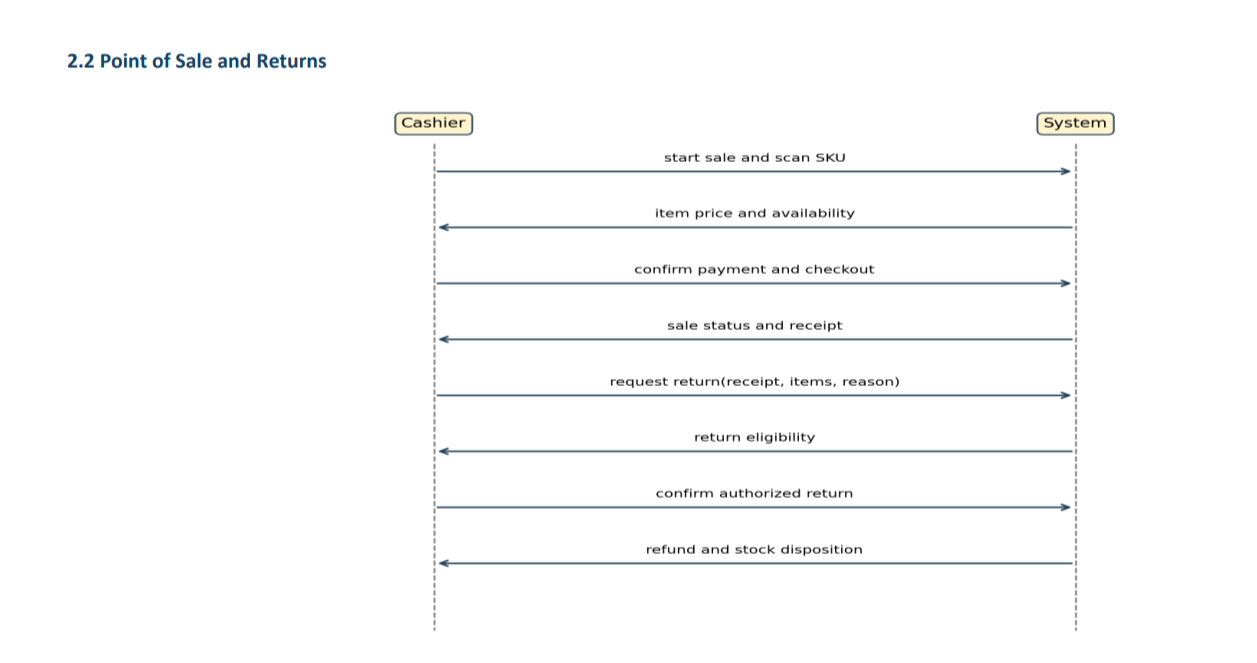 2.2 Point of Sale and Returns
Cashier
System
start sale and scan SKU
item price and availability
confirm payment and checkout
sale status and receipt
request return(receipt, items, reason)
return eligibility
confirm authorized return
refund and stock disposition